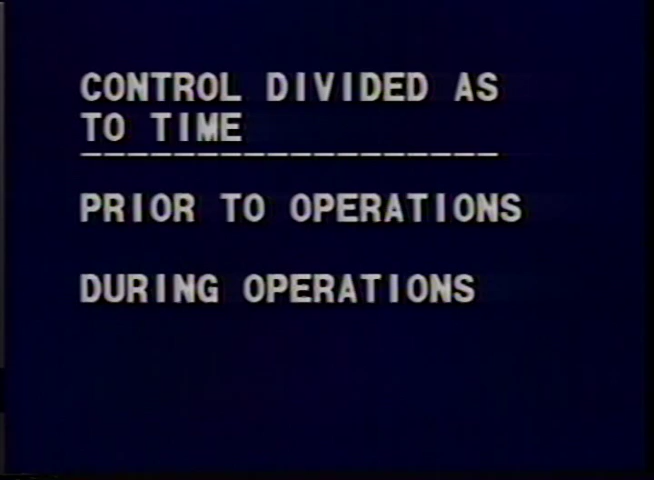 CONTROL DIVIDED AS
TO TIME
------------------
PRIOR TO OPERATIONS
DURING OPERATIONS